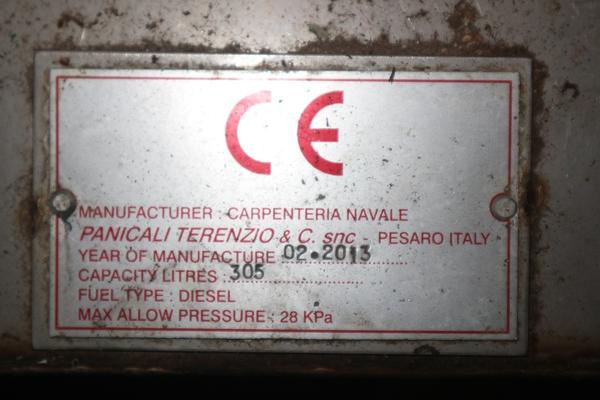 CE
MANUFACTURER : CARPENTERIA NAVALE
PANICALI TERENZIO & C. snc - PESARO ITALY
YEAR OF MANUFACTURE 02•2013
CAPACITY LITRES : 305
FUEL TYPE : DIESEL
MAX ALLOW PRESSURE : 28 KPa